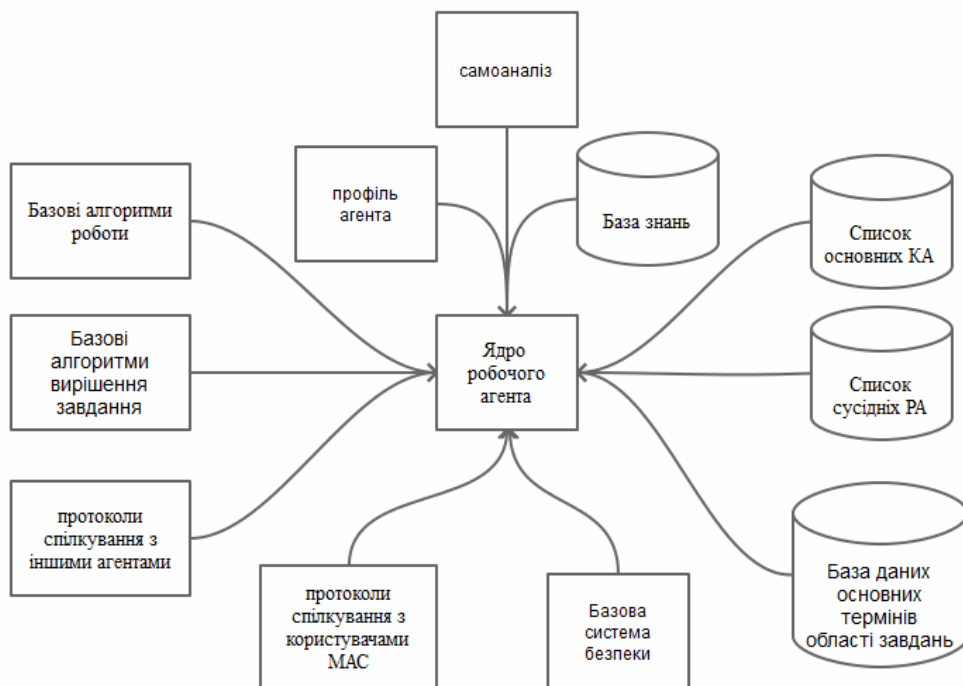 самоаналіз
профіль
агента
База знань
Базові алгоритми
роботи
Список
основних КА
Базові
алгоритми
вирішення
завдання
Ядро
робочого
агента
Список
сусідніх РА
протоколи
спілкування з
іншими агентами
протоколи
спілкування з
користувачами
МАС
Базова
система
безпеки
База даних
основних
термінів
області завдань